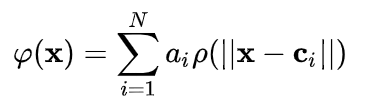 φ(x) = ∑_{i=1}^{N} a_i ρ(||x − c_i||)